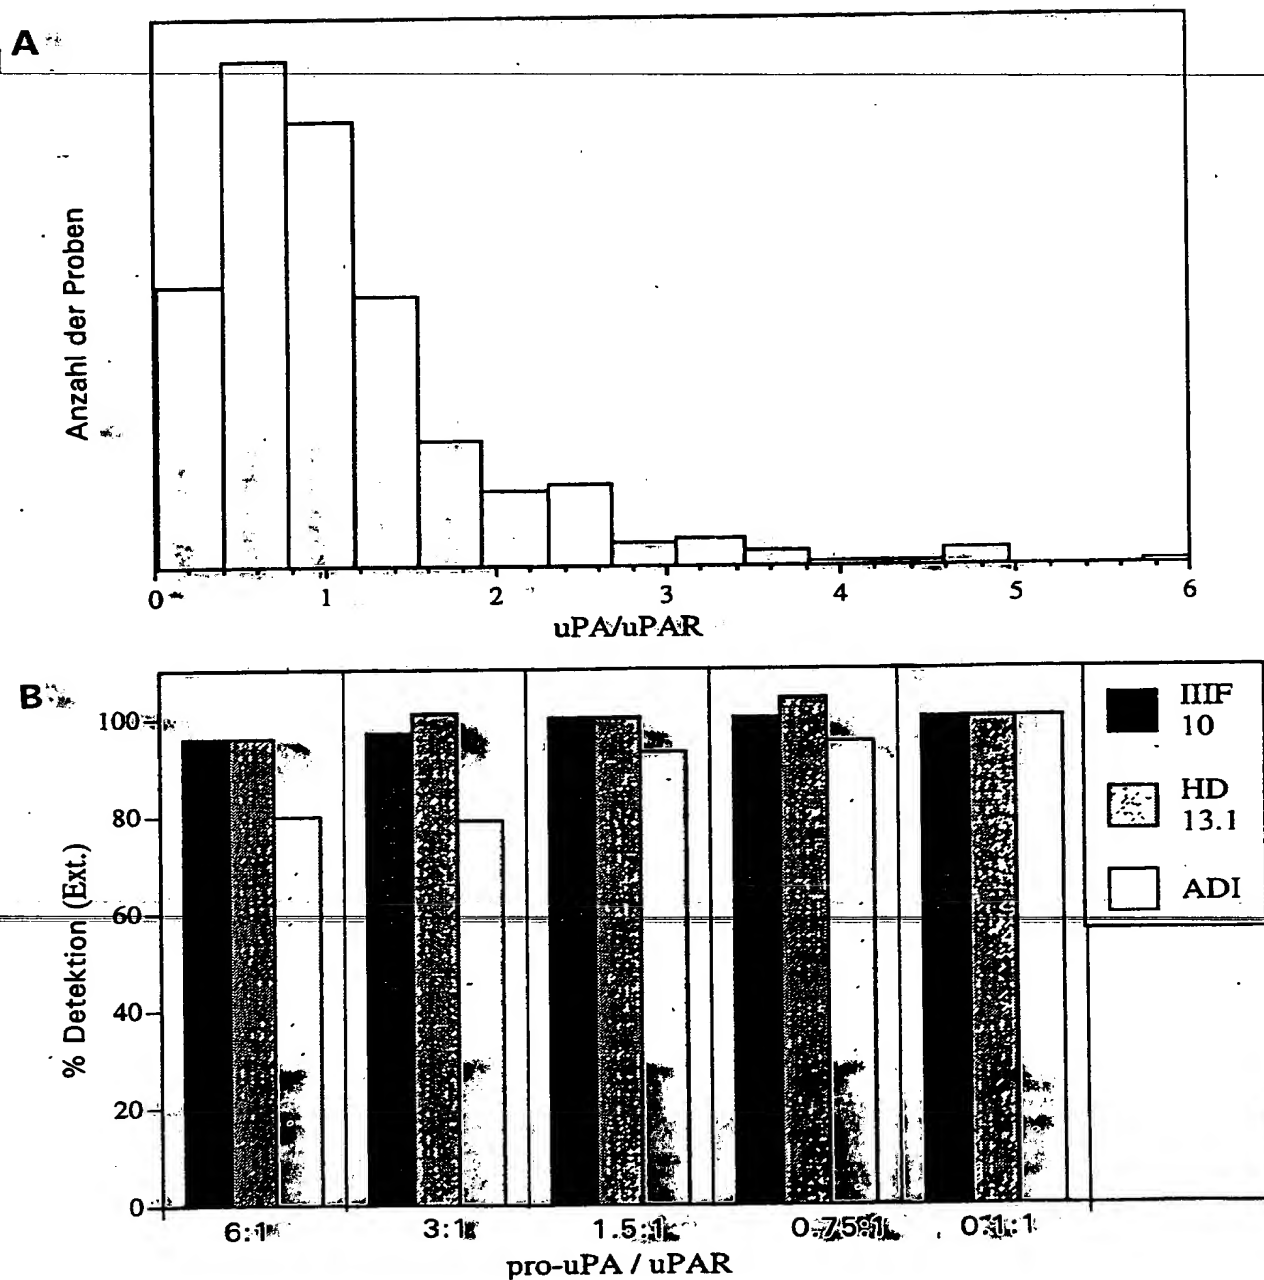 A
Anzahl der Proben
0 1 2 3 4 5 6
uPA/uPAR
B
100
80
60
40
20
0
% Detektion (Ext.)
6:1 3:1 1.5:1 0.75:1 0.1:1
pro-uPA / uPAR
IIIF
10
HD
13.1
ADI